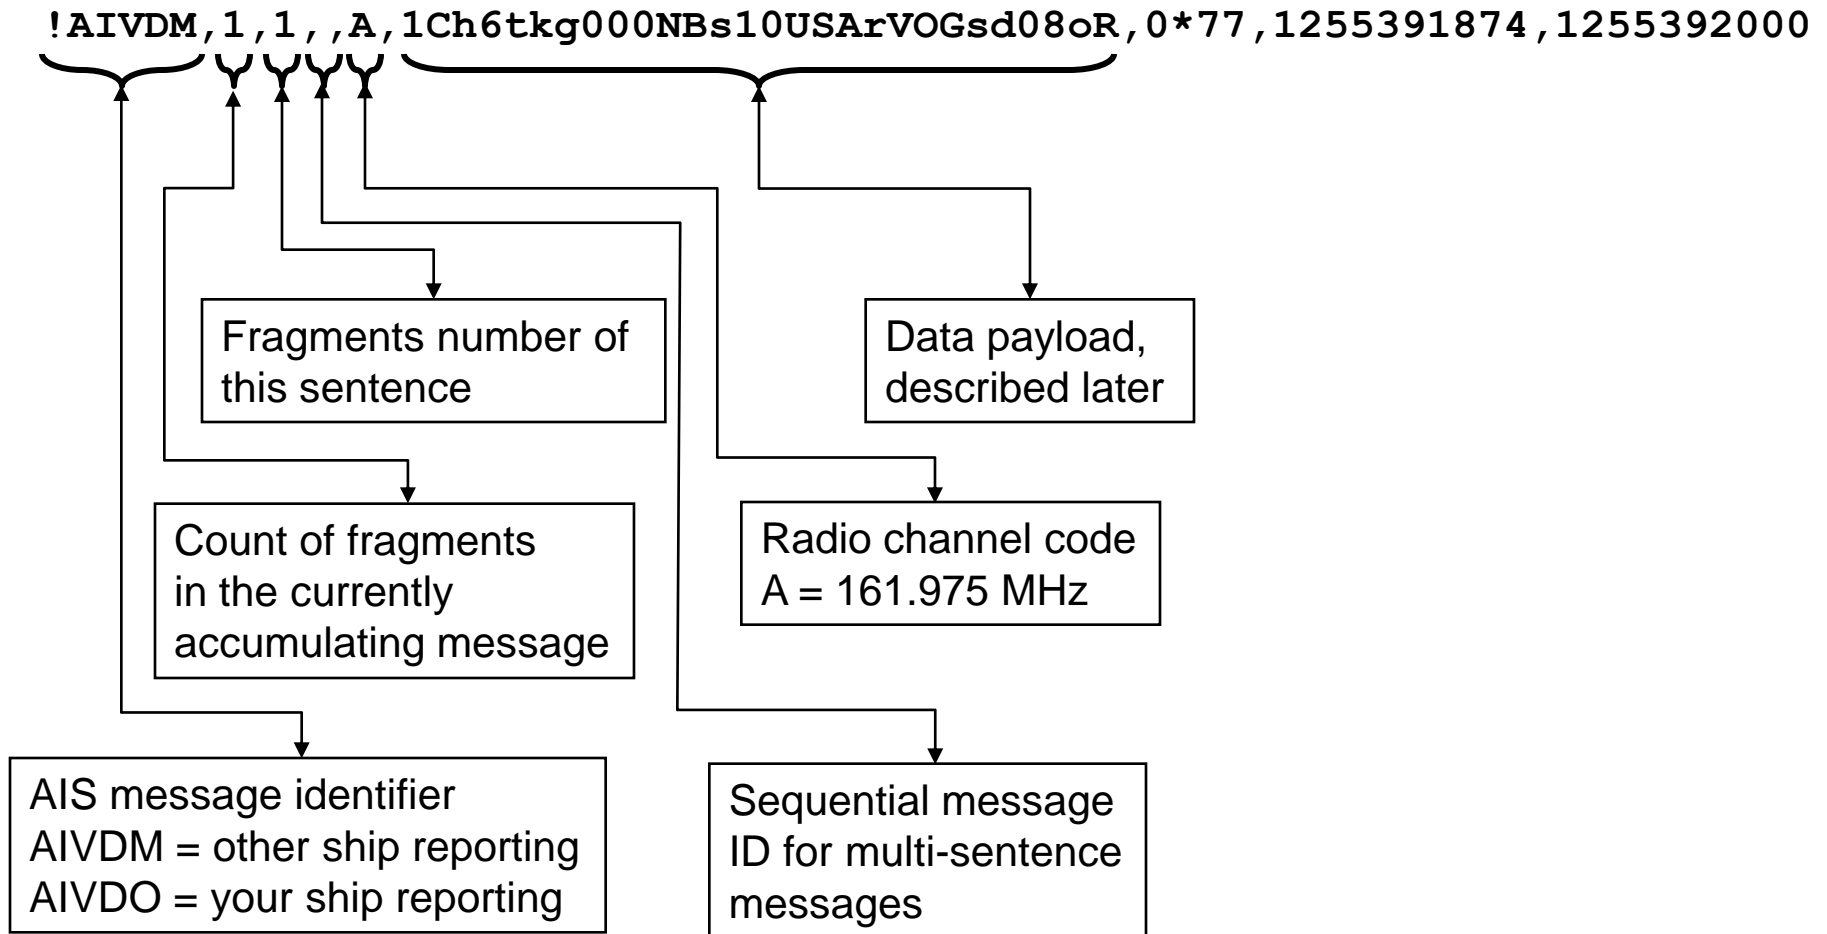 !AIVDM,1,1,,A,1Ch6tkg000NBs10USArVOGsd08oR,0*77,1255391874,1255392000
Fragments number of
this sentence
Data payload,
described later
Count of fragments
in the currently
accumulating message
Radio channel code
A = 161.975 MHz
AIS message identifier
AIVDM = other ship reporting
AIVDO = your ship reporting
Sequential message
ID for multi-sentence
messages